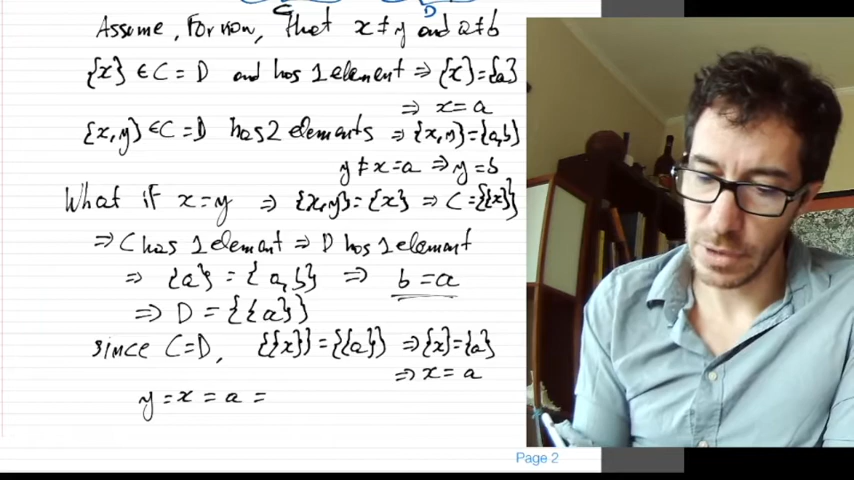 C D
Assume, For now, that x ≠ y and a ≠ b
{x} ∈ C = D and has 1 element ⇒ {x} = {a}
⇒ x = a
{x,y} ∈ C = D has 2 elements ⇒ {x,y} = {a,b}
y ≠ x = a ⇒ y = b
What if x = y ⇒ {x,y} = {x} ⇒ C = {{x}}
⇒ C has 1 element ⇒ D has 1 element
⇒ {a} = {a,b} ⇒ b = a
⇒ D = {{a}}
since C = D, {{x}} = {{a}} ⇒ {x} = {a}
⇒ x = a
y = x = a =
Page 2